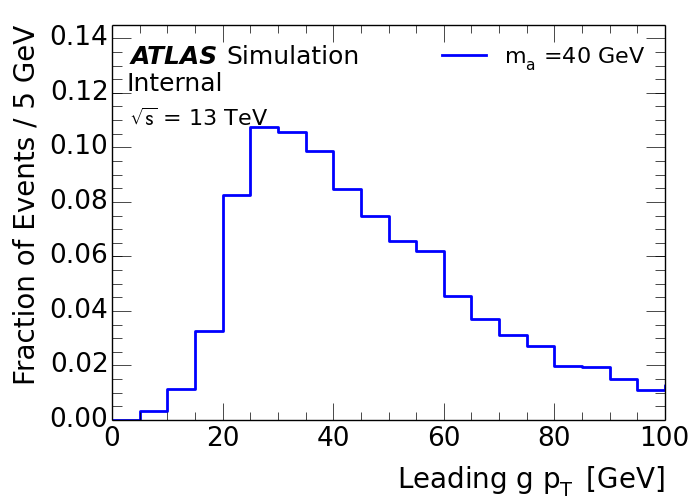 0.14
0.12
0.10
0.08
0.06
0.04
0.02
0.00
Fraction of Events / 5 GeV
ATLAS Simulation
Internal
√s = 13 TeV
mₐ =40 GeV
0 20 40 60 80 100
Leading g p_T [GeV]